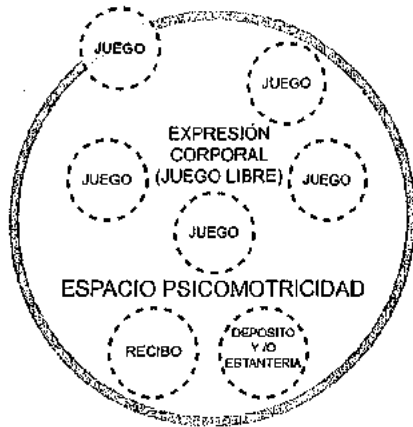 JUEGO
JUEGO
EXPRESIÓN
CORPORAL
(JUEGO LIBRE)
JUEGO
JUEGO
JUEGO
ESPACIO PSICOMOTRICIDAD
RECIBO
DEPOSITO
Y /O
ESTANTERIA